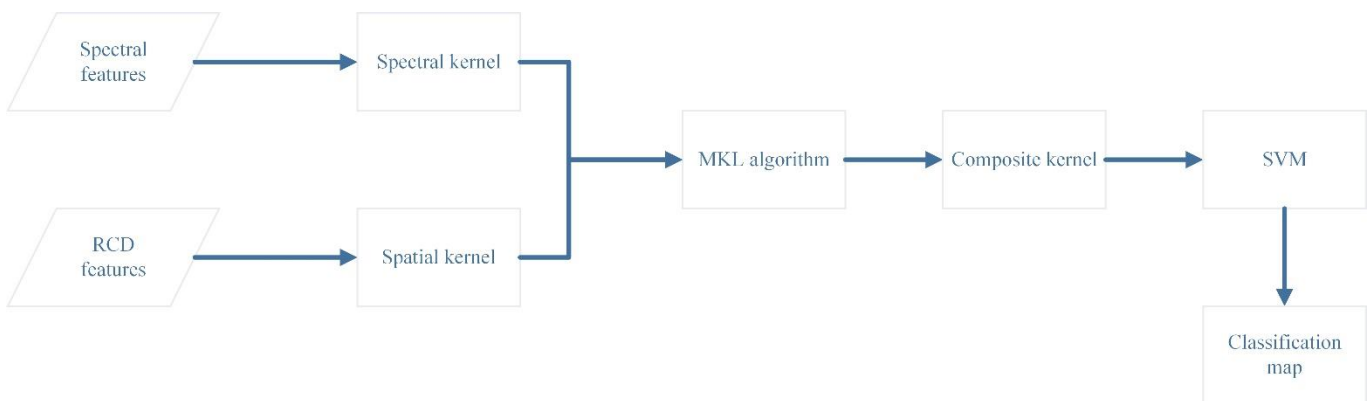 Spectral
features
Spectral kernel
RCD
features
Spatial kernel
MKL algorithm
Composite kernel
SVM
Classification
map